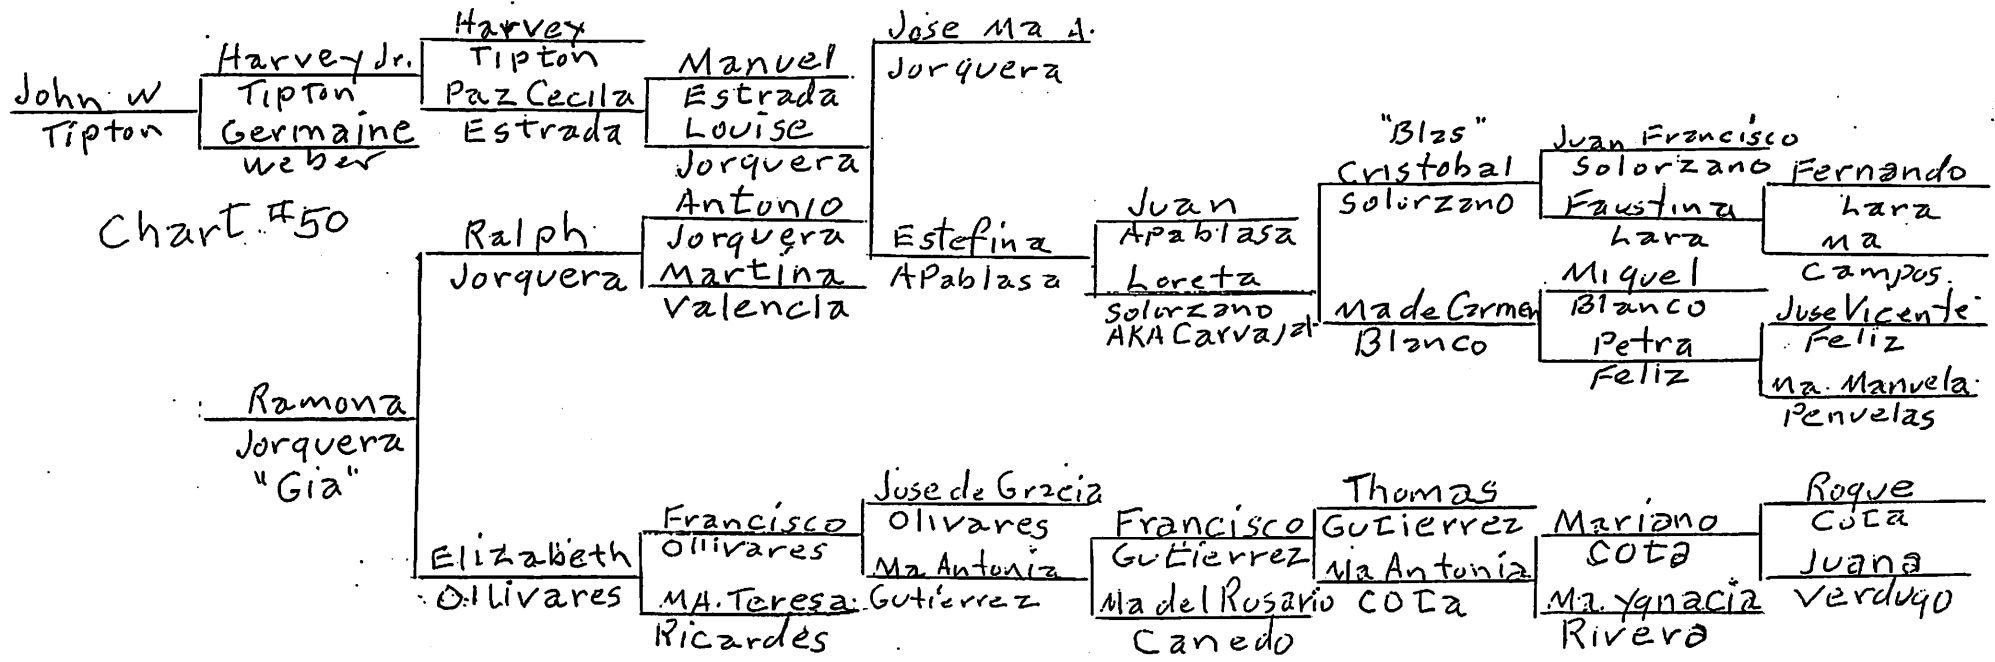 John W
Tipton
Harvey Jr.
Tipton
Germaine
Weber
Harvey
Tipton
Paz Cecila
Estrada
Manuel
Estrada
Louise
Jorquera
Jose Ma A.
Jorquera
Estefina
APablasa
Juan
Apablasa
Loreta
Solorzano
AKA Carvajal
"Blas"
Cristobal
Solorzano
Ma de Carmen
Blanco
Juan Francisco
Solorzano
Faustina
Lara
Fernando
Lara
Ma
Campos.
Miguel
Blanco
Petra
Feliz
Jose Vicente
Feliz
Ma. Manuela
Penuelas
Chart #50
Ramona
Jorquera
"Gia"
Ralph
Jorquera
Antonio
Jorquera
Martina
Valencia
Elizabeth
Ollivares
Francisco
Ollivares
MA. Teresa
Ricardes
Jose de Gracia
Olivares
Ma Antonia
Gutierrez
Francisco
Gutierrez
Ma del Rosario
Canedo
Thomas
Gutierrez
Ma Antonia
Cota
Mariano
Cota
Ma. Ygnacia
Rivera
Roque
Cota
Juana
Verdugo